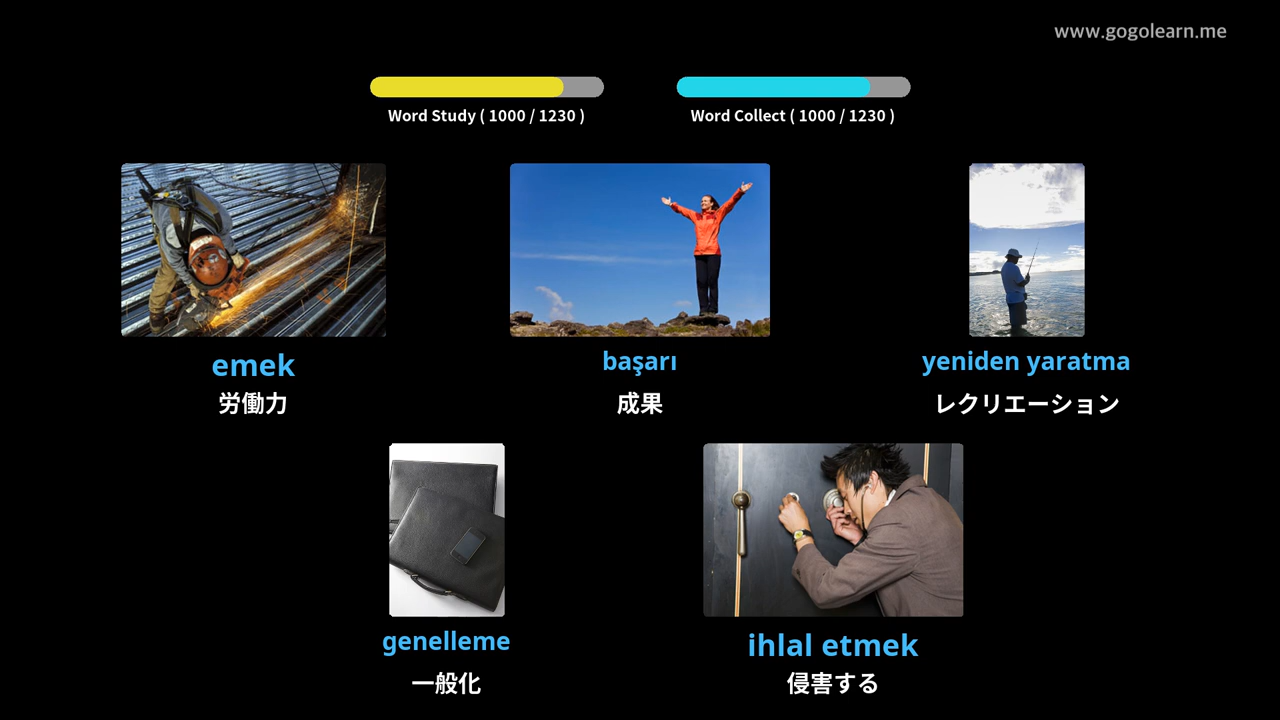 www.gogolearn.me
Word Study ( 1000 / 1230 )
Word Collect ( 1000 / 1230 )
emek
労働力
başarı
成果
yeniden yaratma
レクリエーション
genelleme
一般化
ihlal etmek
侵害する